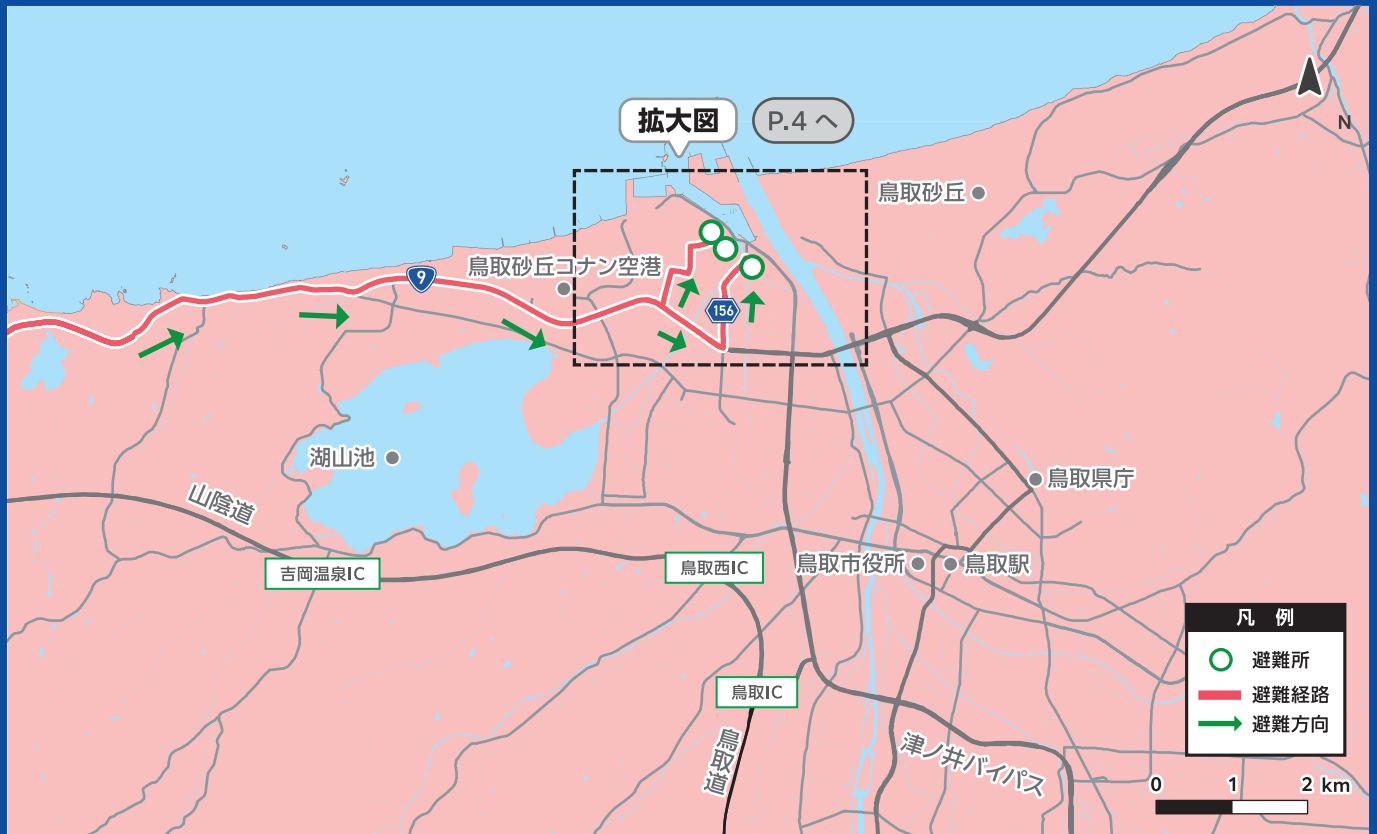 拡大図
P.4 へ
N
鳥取砂丘
鳥取砂丘コナン空港
9
156
湖山池
山陰道
鳥取県庁
吉岡温泉IC
鳥取西IC
鳥取市役所
鳥取駅
鳥取IC
鳥取道
津ノ井バイパス
凡 例
避難所
避難経路
避難方向
0 1 2 km